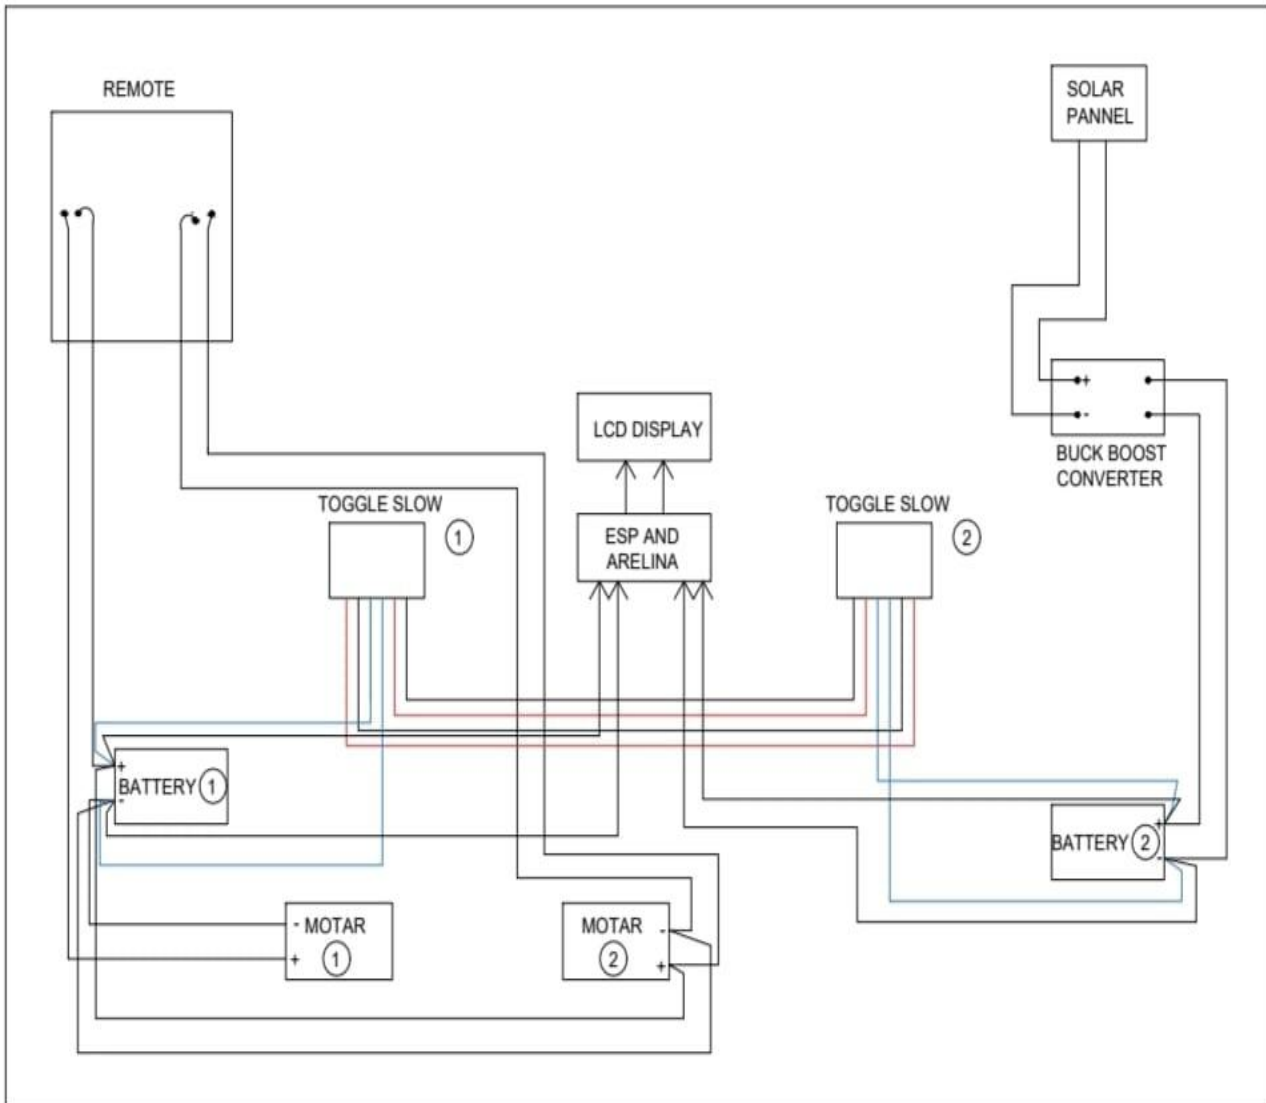 REMOTE
SOLAR
PANNEL
+
-
BUCK BOOST
CONVERTER
LCD DISPLAY
TOGGLE SLOW
1
ESP AND
ARELINA
TOGGLE SLOW
2
+
BATTERY 1
-
+
BATTERY 2
-
- MOTAR
+ 1
MOTAR -
2 +